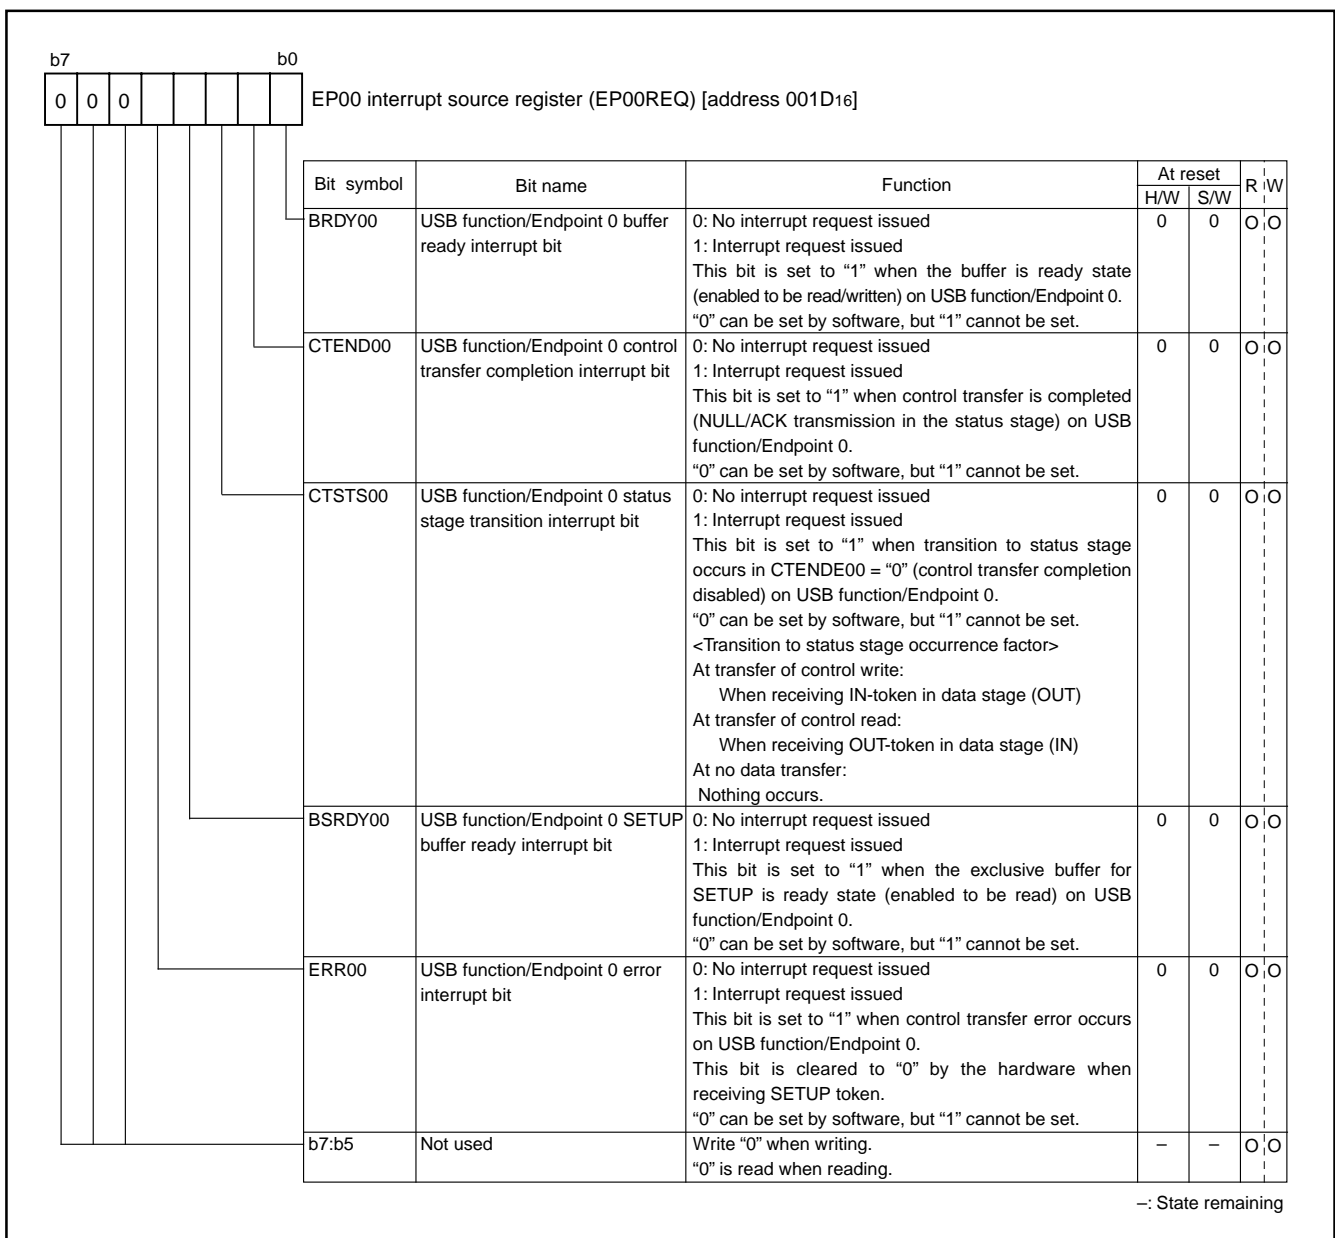 b7 b0
0 0 0 EP00 interrupt source register (EP00REQ) [address 001D16]
Bit symbol Bit name Function At reset R W
H/W S/W
BRDY00 USB function/Endpoint 0 buffer 0: No interrupt request issued 0 0 O O
ready interrupt bit 1: Interrupt request issued
This bit is set to “1” when the buffer is ready state
(enabled to be read/written) on USB function/Endpoint 0.
“0” can be set by software, but “1” cannot be set.
CTEND00 USB function/Endpoint 0 control 0: No interrupt request issued 0 0 O O
transfer completion interrupt bit 1: Interrupt request issued
This bit is set to “1” when control transfer is completed
(NULL/ACK transmission in the status stage) on USB
function/Endpoint 0.
“0” can be set by software, but “1” cannot be set.
CTSTS00 USB function/Endpoint 0 status 0: No interrupt request issued 0 0 O O
stage transition interrupt bit 1: Interrupt request issued
This bit is set to “1” when transition to status stage
occurs in CTENDE00 = “0” (control transfer completion
disabled) on USB function/Endpoint 0.
“0” can be set by software, but “1” cannot be set.
<Transition to status stage occurrence factor>
At transfer of control write:
When receiving IN-token in data stage (OUT)
At transfer of control read:
When receiving OUT-token in data stage (IN)
At no data transfer:
Nothing occurs.
BSRDY00 USB function/Endpoint 0 SETUP 0: No interrupt request issued 0 0 O O
buffer ready interrupt bit 1: Interrupt request issued
This bit is set to “1” when the exclusive buffer for
SETUP is ready state (enabled to be read) on USB
function/Endpoint 0.
“0” can be set by software, but “1” cannot be set.
ERR00 USB function/Endpoint 0 error 0: No interrupt request issued 0 0 O O
interrupt bit 1: Interrupt request issued
This bit is set to “1” when control transfer error occurs
on USB function/Endpoint 0.
This bit is cleared to “0” by the hardware when
receiving SETUP token.
“0” can be set by software, but “1” cannot be set.
b7:b5 Not used Write “0” when writing. – – O O
“0” is read when reading.
–: State remaining